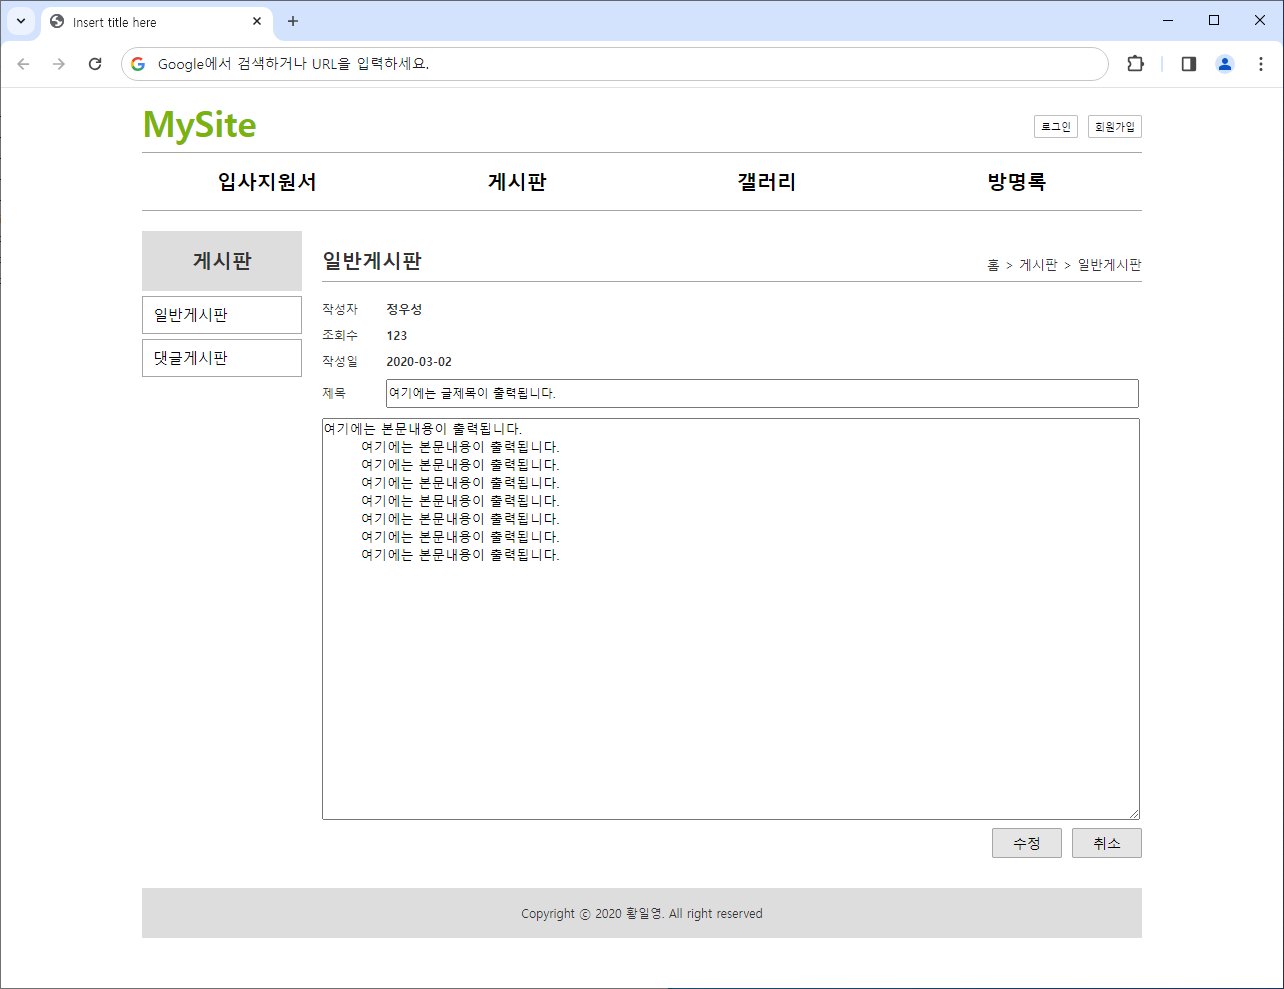 Insert title here
Google에서 검색하거나 URL을 입력하세요.
MySite
로그인 회원가입
입사지원서 게시판 갤러리 방명록
게시판
일반게시판
댓글게시판
일반게시판
홈 > 게시판 > 일반게시판
작성자 정우성
조회수 123
작성일 2020-03-02
제목 여기에는 글제목이 출력됩니다.
여기에는 본문내용이 출력됩니다.
여기에는 본문내용이 출력됩니다.
여기에는 본문내용이 출력됩니다.
여기에는 본문내용이 출력됩니다.
여기에는 본문내용이 출력됩니다.
여기에는 본문내용이 출력됩니다.
여기에는 본문내용이 출력됩니다.
여기에는 본문내용이 출력됩니다.
수정 취소
Copyright ⓒ 2020 황일영. All right reserved